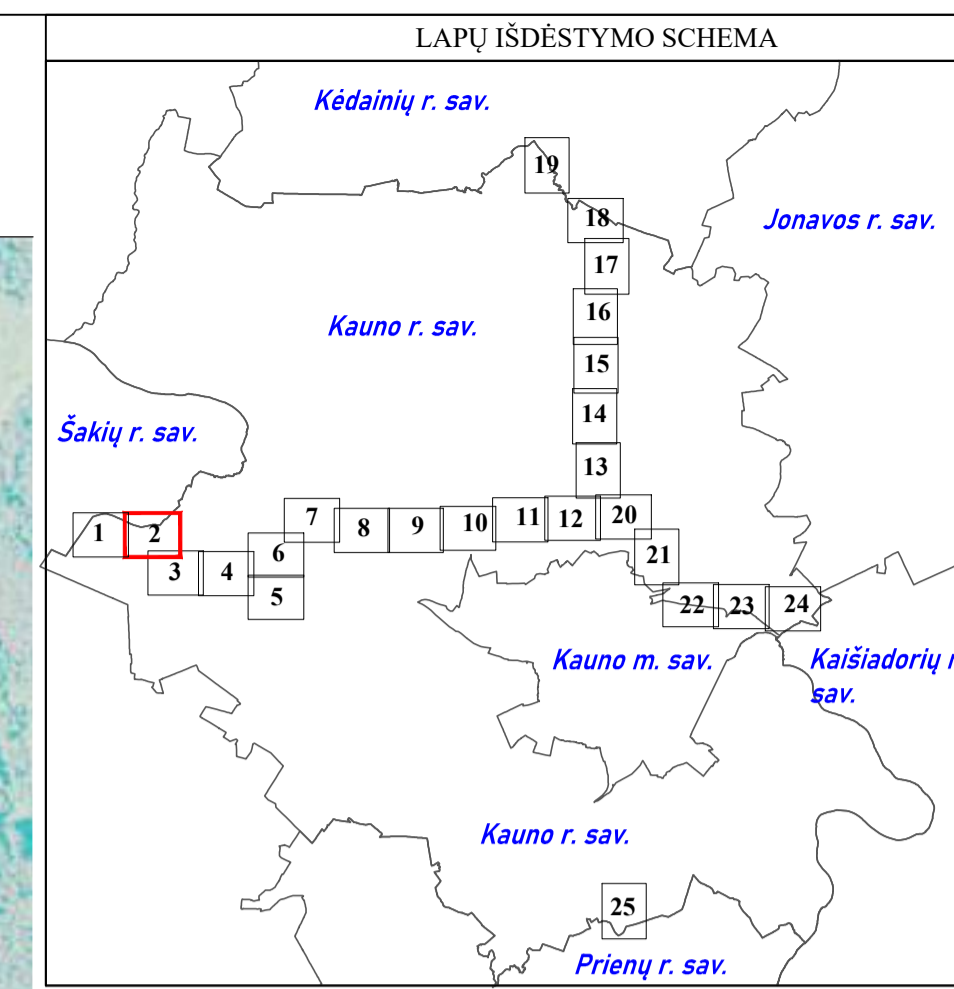 LAPŲ IŠDĖSTYMO SCHEMA
Kėdainių r. sav.
19
18
Jonavos r. sav.
17
16
Kauno r. sav.
15
14
Šakių r. sav.
13
1
2
3
4
5
6
7
8
9
10
11
12
20
21
22
23
24
Kauno m. sav.
Kaišiadorių
sav.
Kauno r. sav.
25
Prienų r. sav.